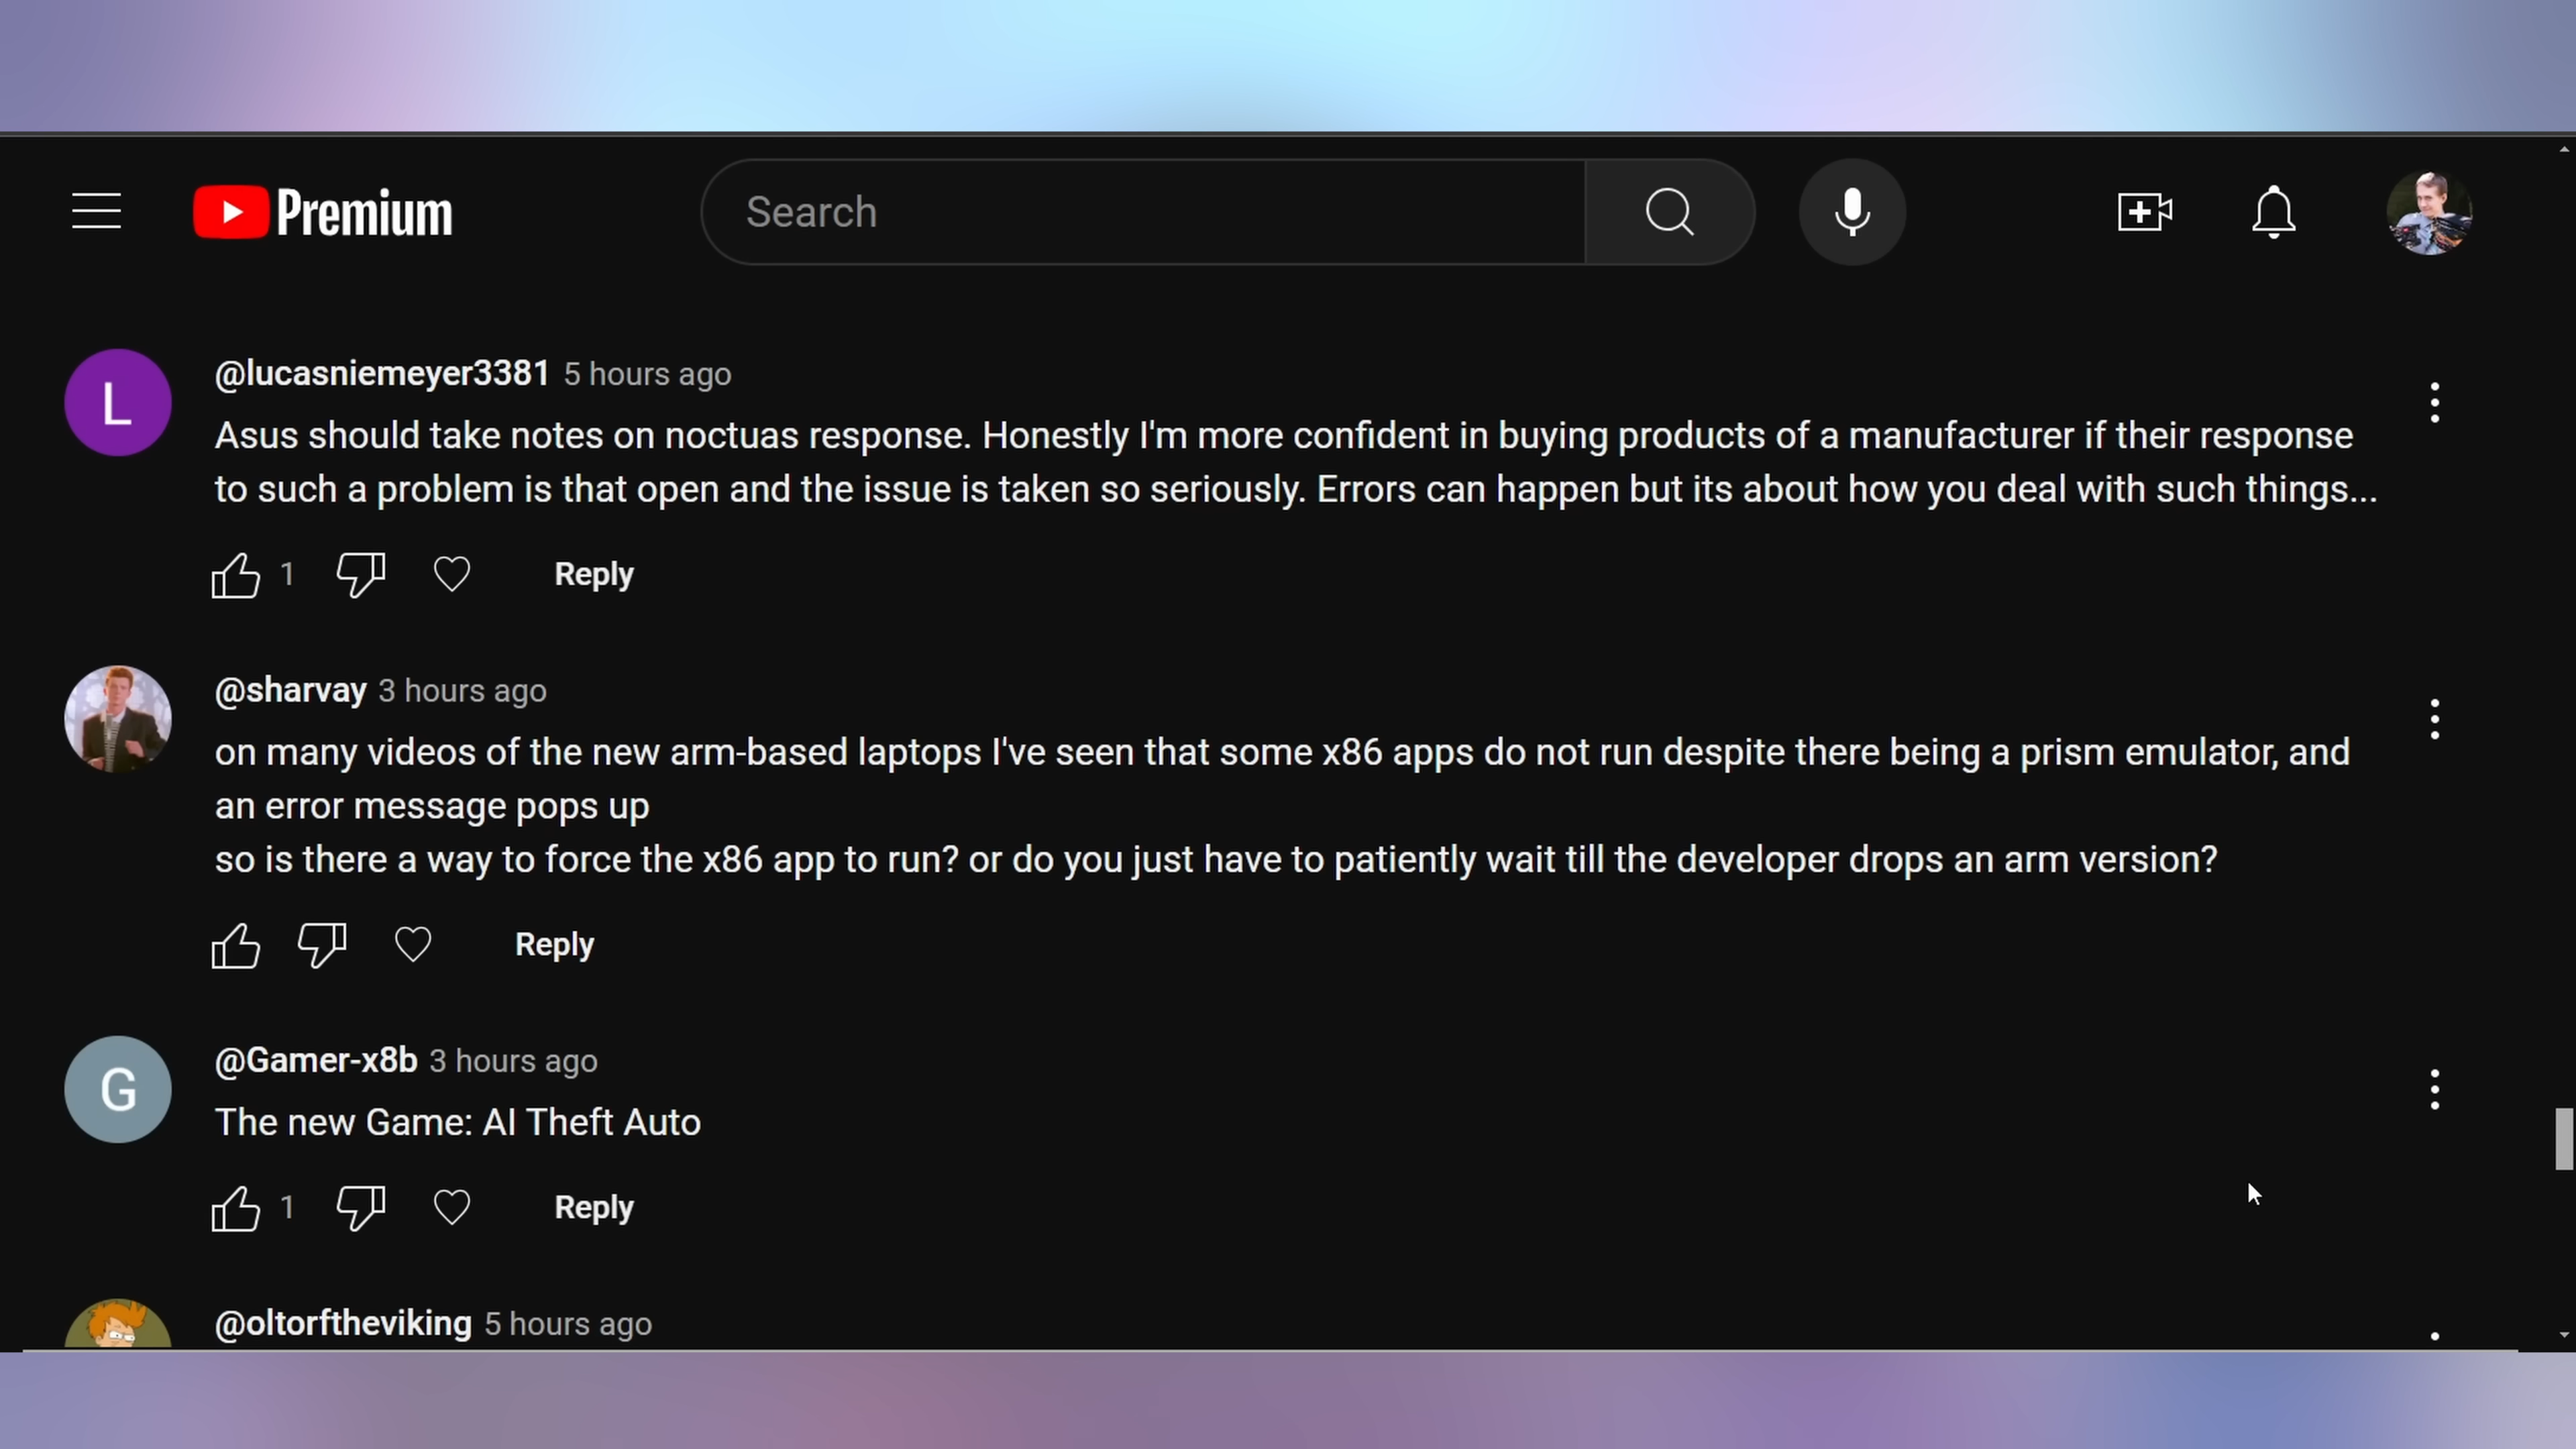 Premium
Search
L
@lucasniemeyer3381 5 hours ago
Asus should take notes on noctuas response. Honestly I'm more confident in buying products of a manufacturer if their response
to such a problem is that open and the issue is taken so seriously. Errors can happen but its about how you deal with such things...
1 Reply
@sharvay 3 hours ago
on many videos of the new arm-based laptops I've seen that some x86 apps do not run despite there being a prism emulator, and
an error message pops up
so is there a way to force the x86 app to run? or do you just have to patiently wait till the developer drops an arm version?
Reply
G
@Gamer-x8b 3 hours ago
The new Game: AI Theft Auto
1 Reply
@oltorftheviking 5 hours ago